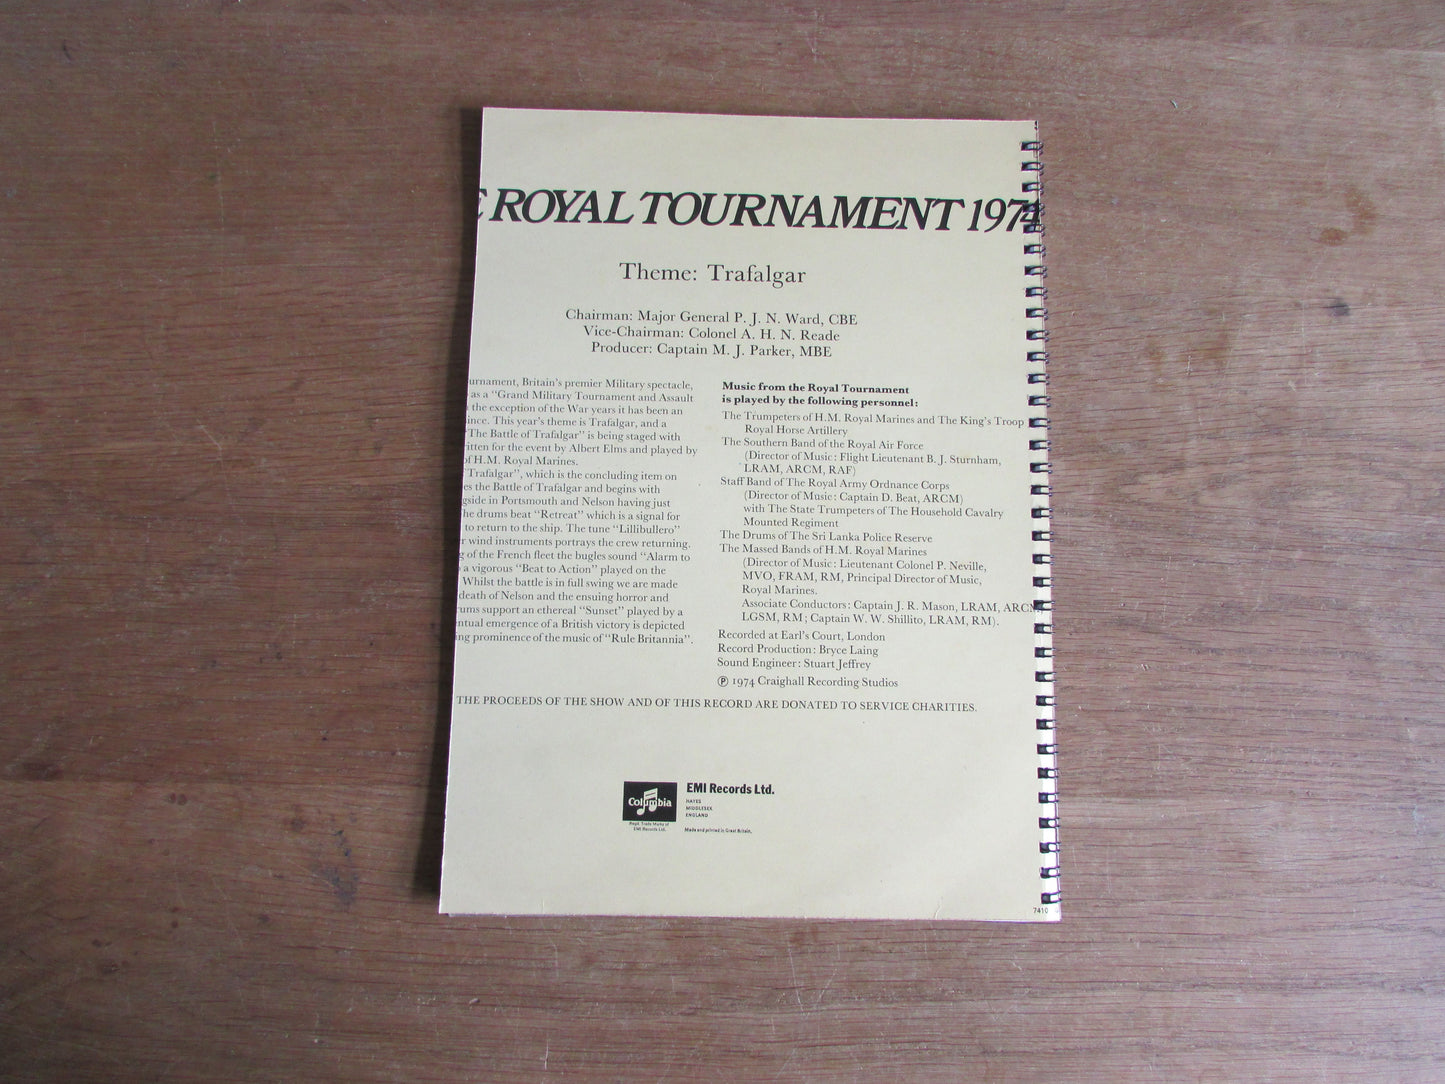 E ROYAL TOURNAMENT 1974
Theme: Trafalgar
Chairman: Major General P. J. N. Ward, CBE
Vice-Chairman: Colonel A. H. N. Reade
Producer: Captain M. J. Parker, MBE
urnament, Britain's premier Military spectacle,
as a "Grand Military Tournament and Assault
the exception of the War years it has been an
ince. This year's theme is Trafalgar, and a
"The Battle of Trafalgar" is being staged with
itten for the event by Albert Elms and played by
of H.M. Royal Marines.
Trafalgar", which is the concluding item on
es the Battle of Trafalgar and begins with
gside in Portsmouth and Nelson having just
he drums beat "Retreat" which is a signal for
to return to the ship. The tune "Lillibullero"
r wind instruments portrays the crew returning.
g of the French fleet the bugles sound "Alarm to
a vigorous "Beat to Action" played on the
Whilst the battle is in full swing we are made
death of Nelson and the ensuing horror and
ums support an ethereal "Sunset" played by a
ntual emergence of a British victory is depicted
ing prominence of the music of "Rule Britannia".
Music from the Royal Tournament
is played by the following personnel:
The Trumpeters of H.M. Royal Marines and The King's Troop
Royal Horse Artillery
The Southern Band of the Royal Air Force
(Director of Music: Flight Lieutenant B. J. Sturnham,
LRAM, ARCM, RAF)
Staff Band of The Royal Army Ordnance Corps
(Director of Music: Captain D. Beat, ARCM)
with The State Trumpeters of The Household Cavalry
Mounted Regiment
The Drums of The Sri Lanka Police Reserve
The Massed Bands of H.M. Royal Marines
(Director of Music: Lieutenant Colonel P. Neville,
MVO, FRAM, RM, Principal Director of Music,
Royal Marines.
Associate Conductors: Captain J. R. Mason, LRAM, ARCM,
LGSM, RM; Captain W. W. Shillito, LRAM, RM).
Recorded at Earl's Court, London
Record Production: Bryce Laing
Sound Engineer: Stuart Jeffrey
℗ 1974 Craighall Recording Studios
THE PROCEEDS OF THE SHOW AND OF THIS RECORD ARE DONATED TO SERVICE CHARITIES.
Columbia
Regd. Trade Marks of
EMI Records Ltd.
EMI Records Ltd.
HAYES
MIDDLESEX
ENGLAND
Made and printed in Great Britain.
7410